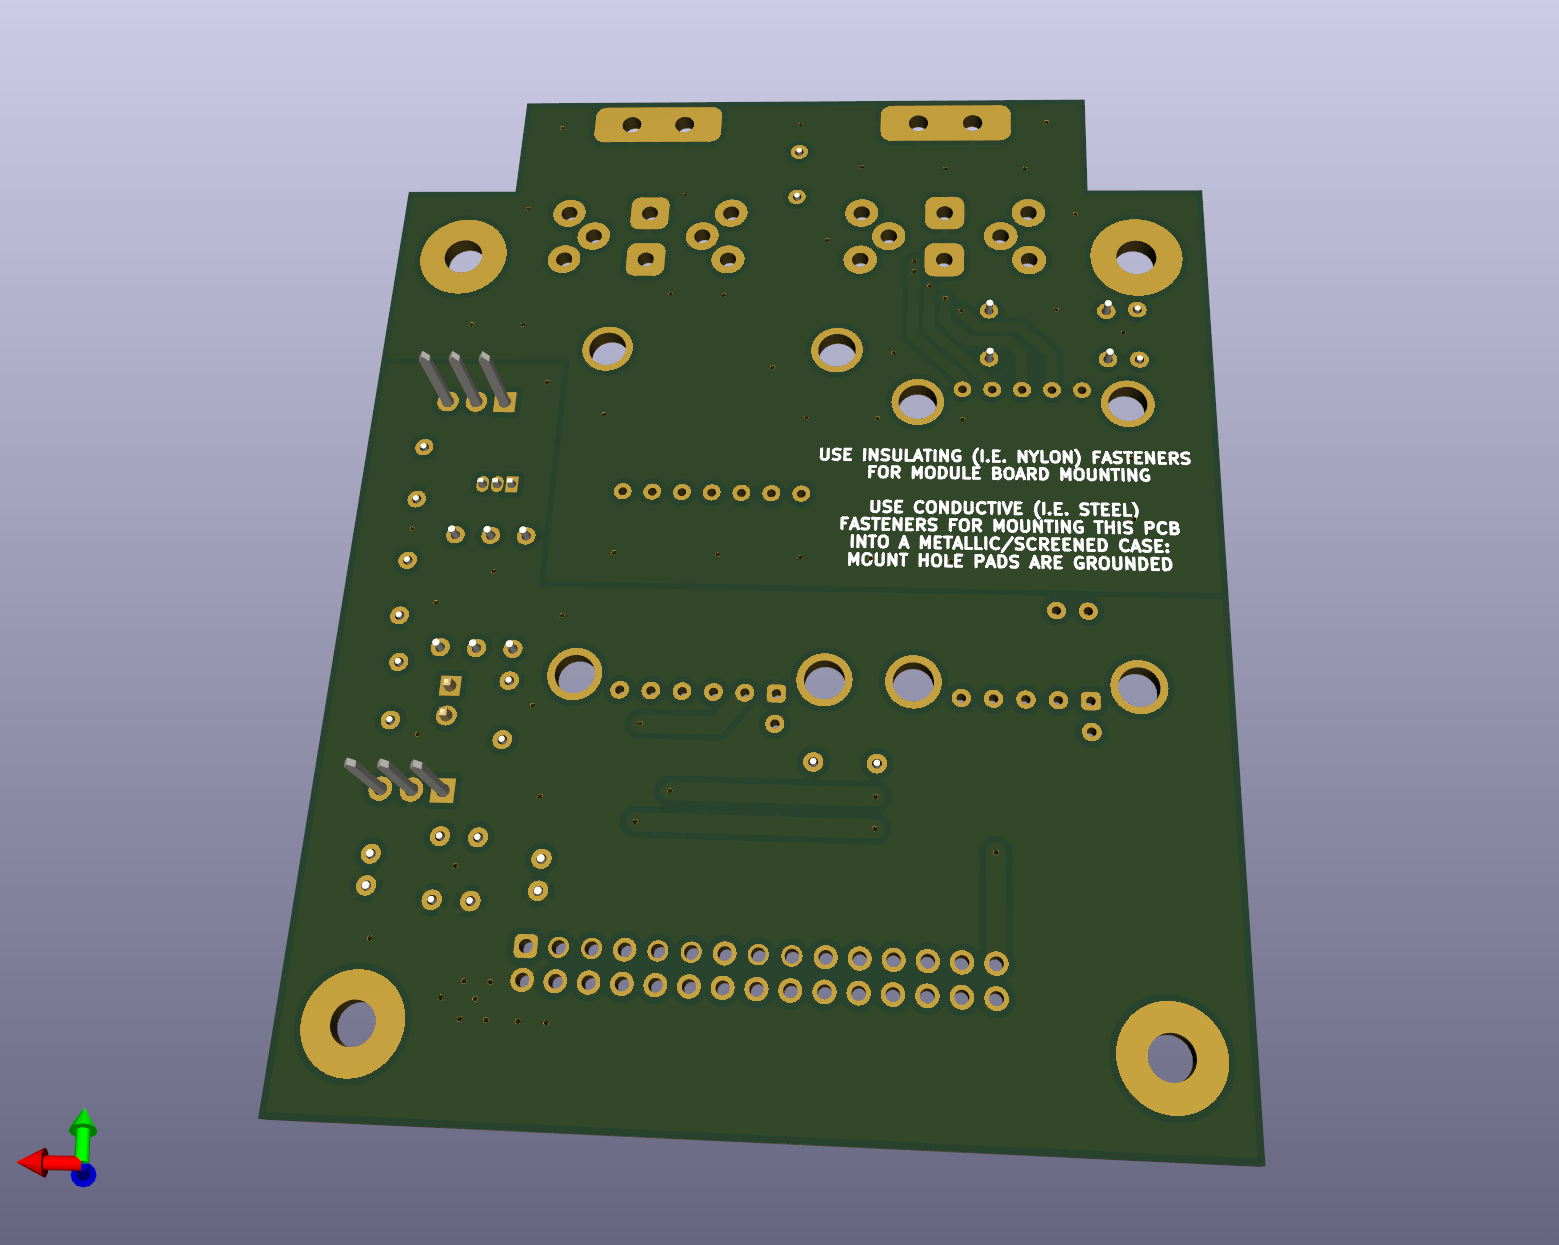 USE INSULATING (I.E. NYLON) FASTENERS
FOR MODULE BOARD MOUNTING
USE CONDUCTIVE (I.E. STEEL)
FASTENERS FOR MOUNTING THIS PCB
INTO A METALLIC/SCREENED CASE:
MOUNT HOLE PADS ARE GROUNDED